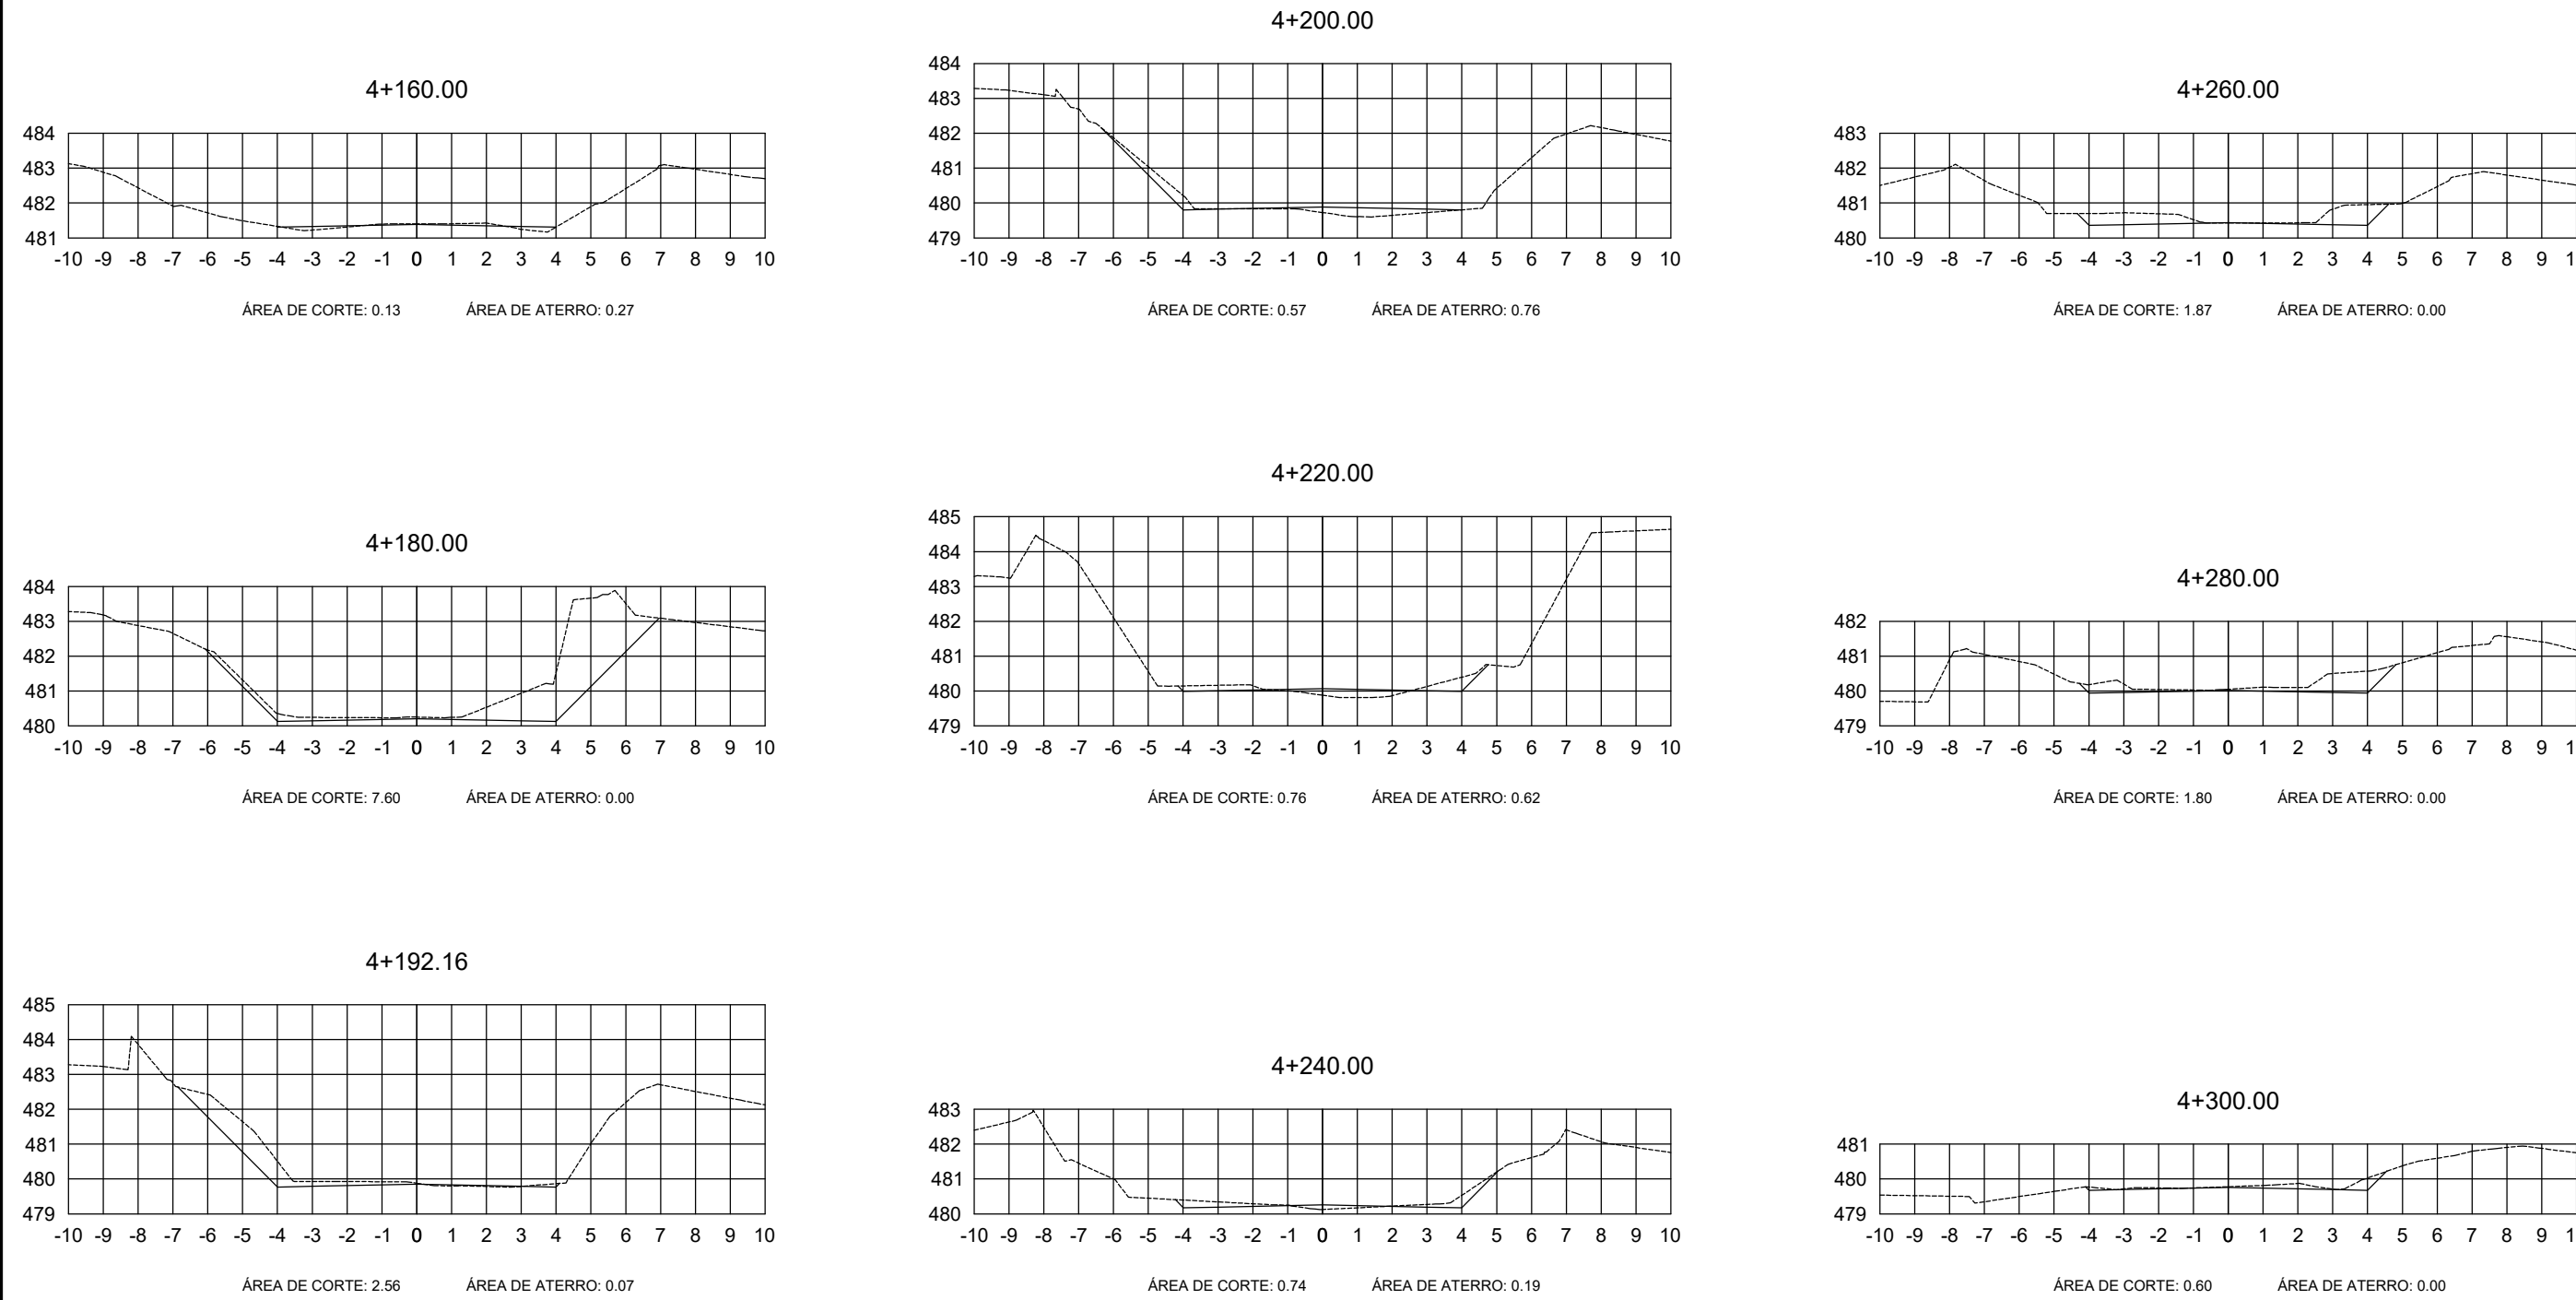 4+160.00
484
483
482
481
-10 -9 -8 -7 -6 -5 -4 -3 -2 -1 0 1 2 3 4 5 6 7 8 9 10
ÁREA DE CORTE: 0.13 ÁREA DE ATERRO: 0.27
4+180.00
484
483
482
481
480
-10 -9 -8 -7 -6 -5 -4 -3 -2 -1 0 1 2 3 4 5 6 7 8 9 10
ÁREA DE CORTE: 7.60 ÁREA DE ATERRO: 0.00
4+192.16
485
484
483
482
481
480
479
-10 -9 -8 -7 -6 -5 -4 -3 -2 -1 0 1 2 3 4 5 6 7 8 9 10
ÁREA DE CORTE: 2.56 ÁREA DE ATERRO: 0.07
4+200.00
484
483
482
481
480
479
-10 -9 -8 -7 -6 -5 -4 -3 -2 -1 0 1 2 3 4 5 6 7 8 9 10
ÁREA DE CORTE: 0.57 ÁREA DE ATERRO: 0.76
4+220.00
485
484
483
482
481
480
479
-10 -9 -8 -7 -6 -5 -4 -3 -2 -1 0 1 2 3 4 5 6 7 8 9 10
ÁREA DE CORTE: 0.76 ÁREA DE ATERRO: 0.62
4+240.00
483
482
481
480
-10 -9 -8 -7 -6 -5 -4 -3 -2 -1 0 1 2 3 4 5 6 7 8 9 10
ÁREA DE CORTE: 0.74 ÁREA DE ATERRO: 0.19
4+260.00
483
482
481
480
-10 -9 -8 -7 -6 -5 -4 -3 -2 -1 0 1 2 3 4 5 6 7 8 9
ÁREA DE CORTE: 1.87 ÁREA DE ATERRO: 0.00
4+280.00
482
481
480
479
-10 -9 -8 -7 -6 -5 -4 -3 -2 -1 0 1 2 3 4 5 6 7 8 9
ÁREA DE CORTE: 1.80 ÁREA DE ATERRO: 0.00
4+300.00
481
480
479
-10 -9 -8 -7 -6 -5 -4 -3 -2 -1 0 1 2 3 4 5 6 7 8 9
ÁREA DE CORTE: 0.60 ÁREA DE ATERRO: 0.00